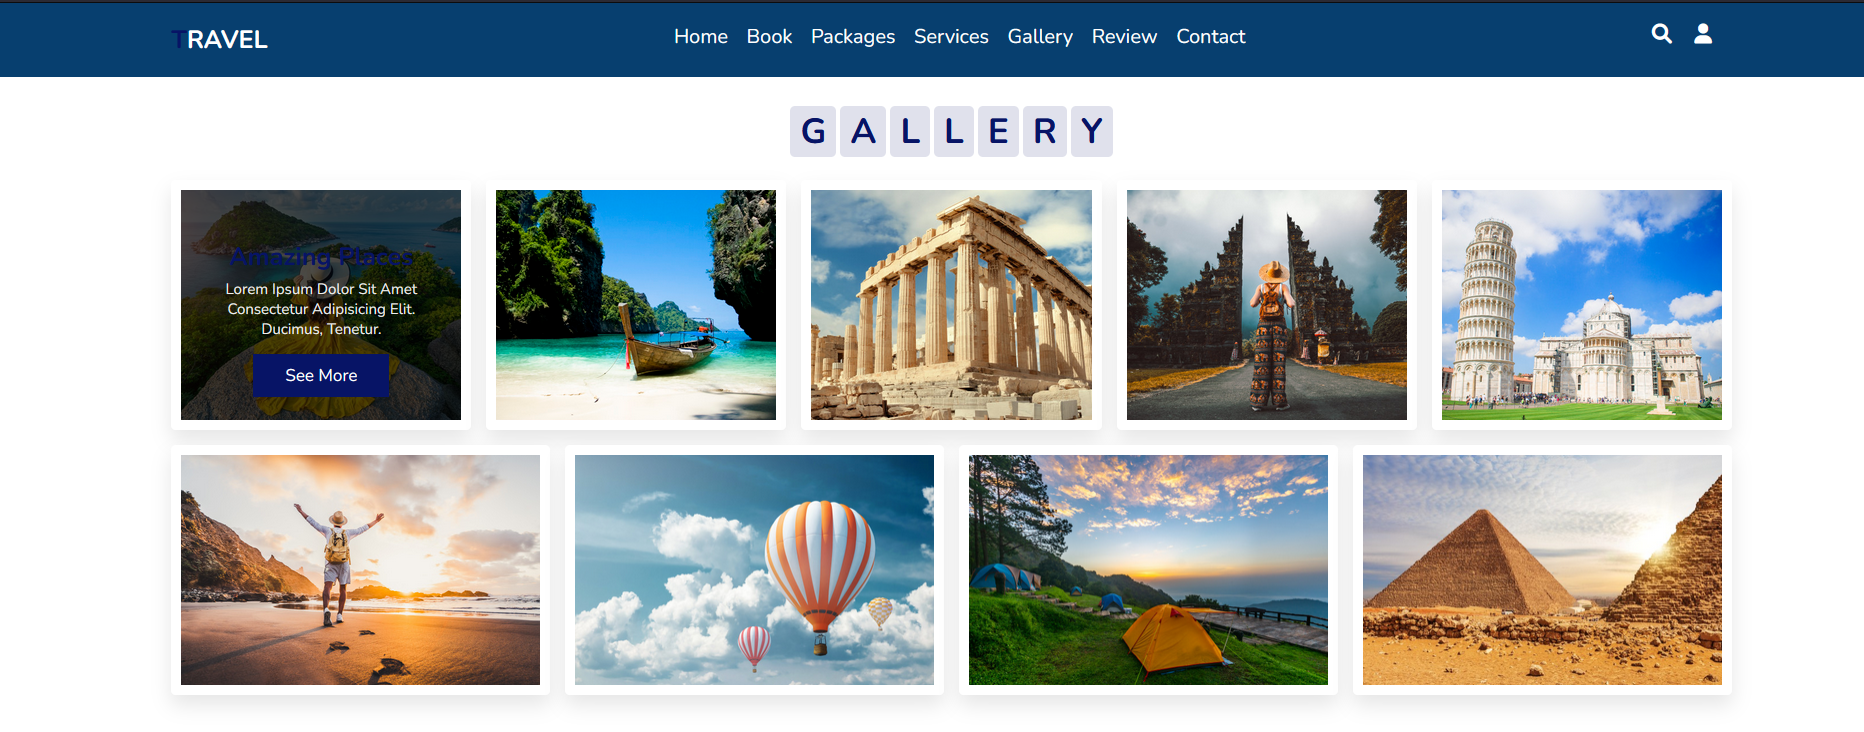 TRAVEL
Home Book Packages Services Gallery Review Contact
GALLERY
Amazing Places
Lorem Ipsum Dolor Sit Amet
Consectetur Adipisicing Elit.
Ducimus, Tenetur.
See More